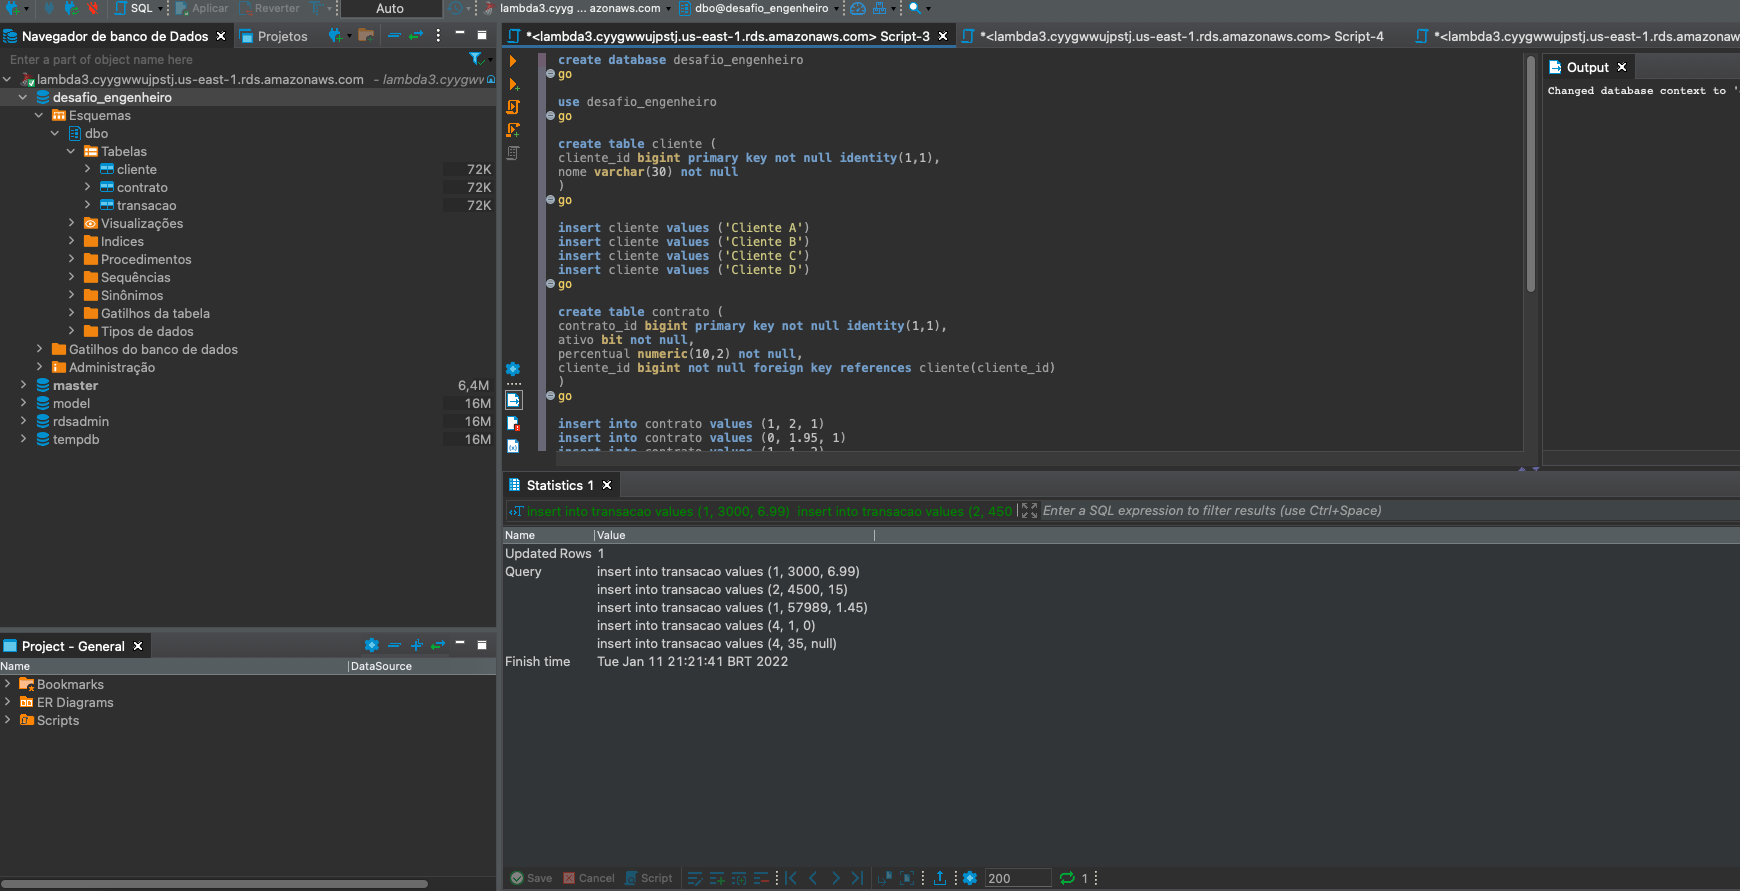 SQL
Aplicar
Reverter
Auto
lambda3.cyyg ... azonaws.com
dbo@desafio_engenheiro
Navegador de banco de Dados
Projetos
Enter a part of object name here
lambda3.cyygwwujpstj.us-east-1.rds.amazonaws.com - lambda3.cyygww
desafio_engenheiro
Esquemas
dbo
Tabelas
cliente 72K
contrato 72K
transacao 72K
Visualizações
Indices
Procedimentos
Sequências
Sinônimos
Gatilhos da tabela
Tipos de dados
Gatilhos do banco de dados
Administração
master 6,4M
model 16M
rdsadmin 16M
tempdb 16M
Project - General
Name DataSource
Bookmarks
ER Diagrams
Scripts
*<lambda3.cyygwwujpstj.us-east-1.rds.amazonaws.com> Script-3
*<lambda3.cyygwwujpstj.us-east-1.rds.amazonaws.com> Script-4
*<lambda3.cyygwwujpstj.us-east-1.rds.amazonaw
create database desafio_engenheiro
go
use desafio_engenheiro
go
create table cliente (
cliente_id bigint primary key not null identity(1,1),
nome varchar(30) not null
)
go
insert cliente values ('Cliente A')
insert cliente values ('Cliente B')
insert cliente values ('Cliente C')
insert cliente values ('Cliente D')
go
create table contrato (
contrato_id bigint primary key not null identity(1,1),
ativo bit not null,
percentual numeric(10,2) not null,
cliente_id bigint not null foreign key references cliente(cliente_id)
)
go
insert into contrato values (1, 2, 1)
insert into contrato values (0, 1.95, 1)
insert into contrato values (1, 1, 2)
Output
Changed database context to '
Statistics 1
insert into transacao values (1, 3000, 6.99) insert into transacao values (2, 450
Enter a SQL expression to filter results (use Ctrl+Space)
Name Value
Updated Rows 1
Query insert into transacao values (1, 3000, 6.99)
insert into transacao values (2, 4500, 15)
insert into transacao values (1, 57989, 1.45)
insert into transacao values (4, 1, 0)
insert into transacao values (4, 35, null)
Finish time Tue Jan 11 21:21:41 BRT 2022
Save
Cancel
Script
200
1